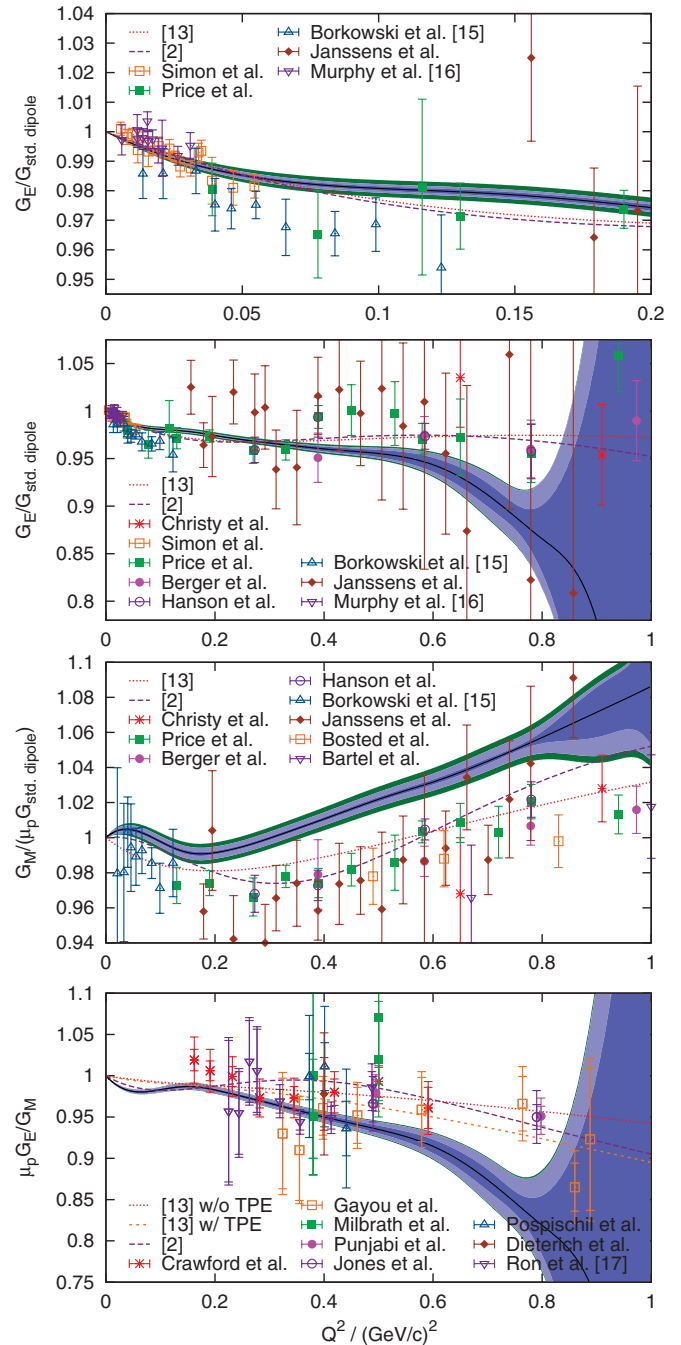 1.04
1.03
1.02
1.01
1
0.99
0.98
0.97
0.96
0.95
G_E/G_std. dipole
[13]
[2]
Simon et al.
Price et al.
Borkowski et al. [15]
Janssens et al.
Murphy et al. [16]
0 0.05 0.1 0.15 0.2
1.05
1
0.95
0.9
0.85
0.8
G_E/G_std. dipole
[13]
[2]
Christy et al.
Simon et al.
Price et al.
Berger et al.
Hanson et al.
Borkowski et al. [15]
Janssens et al.
Murphy et al. [16]
0 0.2 0.4 0.6 0.8 1
1.1
1.08
1.06
1.04
1.02
1
0.98
0.96
0.94
G_M/(μ_pG_std. dipole)
[13]
[2]
Christy et al.
Price et al.
Berger et al.
Hanson et al.
Borkowski et al. [15]
Janssens et al.
Bosted et al.
Bartel et al.
0 0.2 0.4 0.6 0.8 1
1.1
1.05
1
0.95
0.9
0.85
0.8
0.75
μ_pG_E/G_M
[13] w/o TPE
[13] w/ TPE
[2]
Crawford et al.
Gayou et al.
Milbrath et al.
Punjabi et al.
Jones et al.
Pospischil et al.
Dieterich et al.
Ron et al. [17]
0 0.2 0.4 0.6 0.8 1
Q² / (GeV/c)²